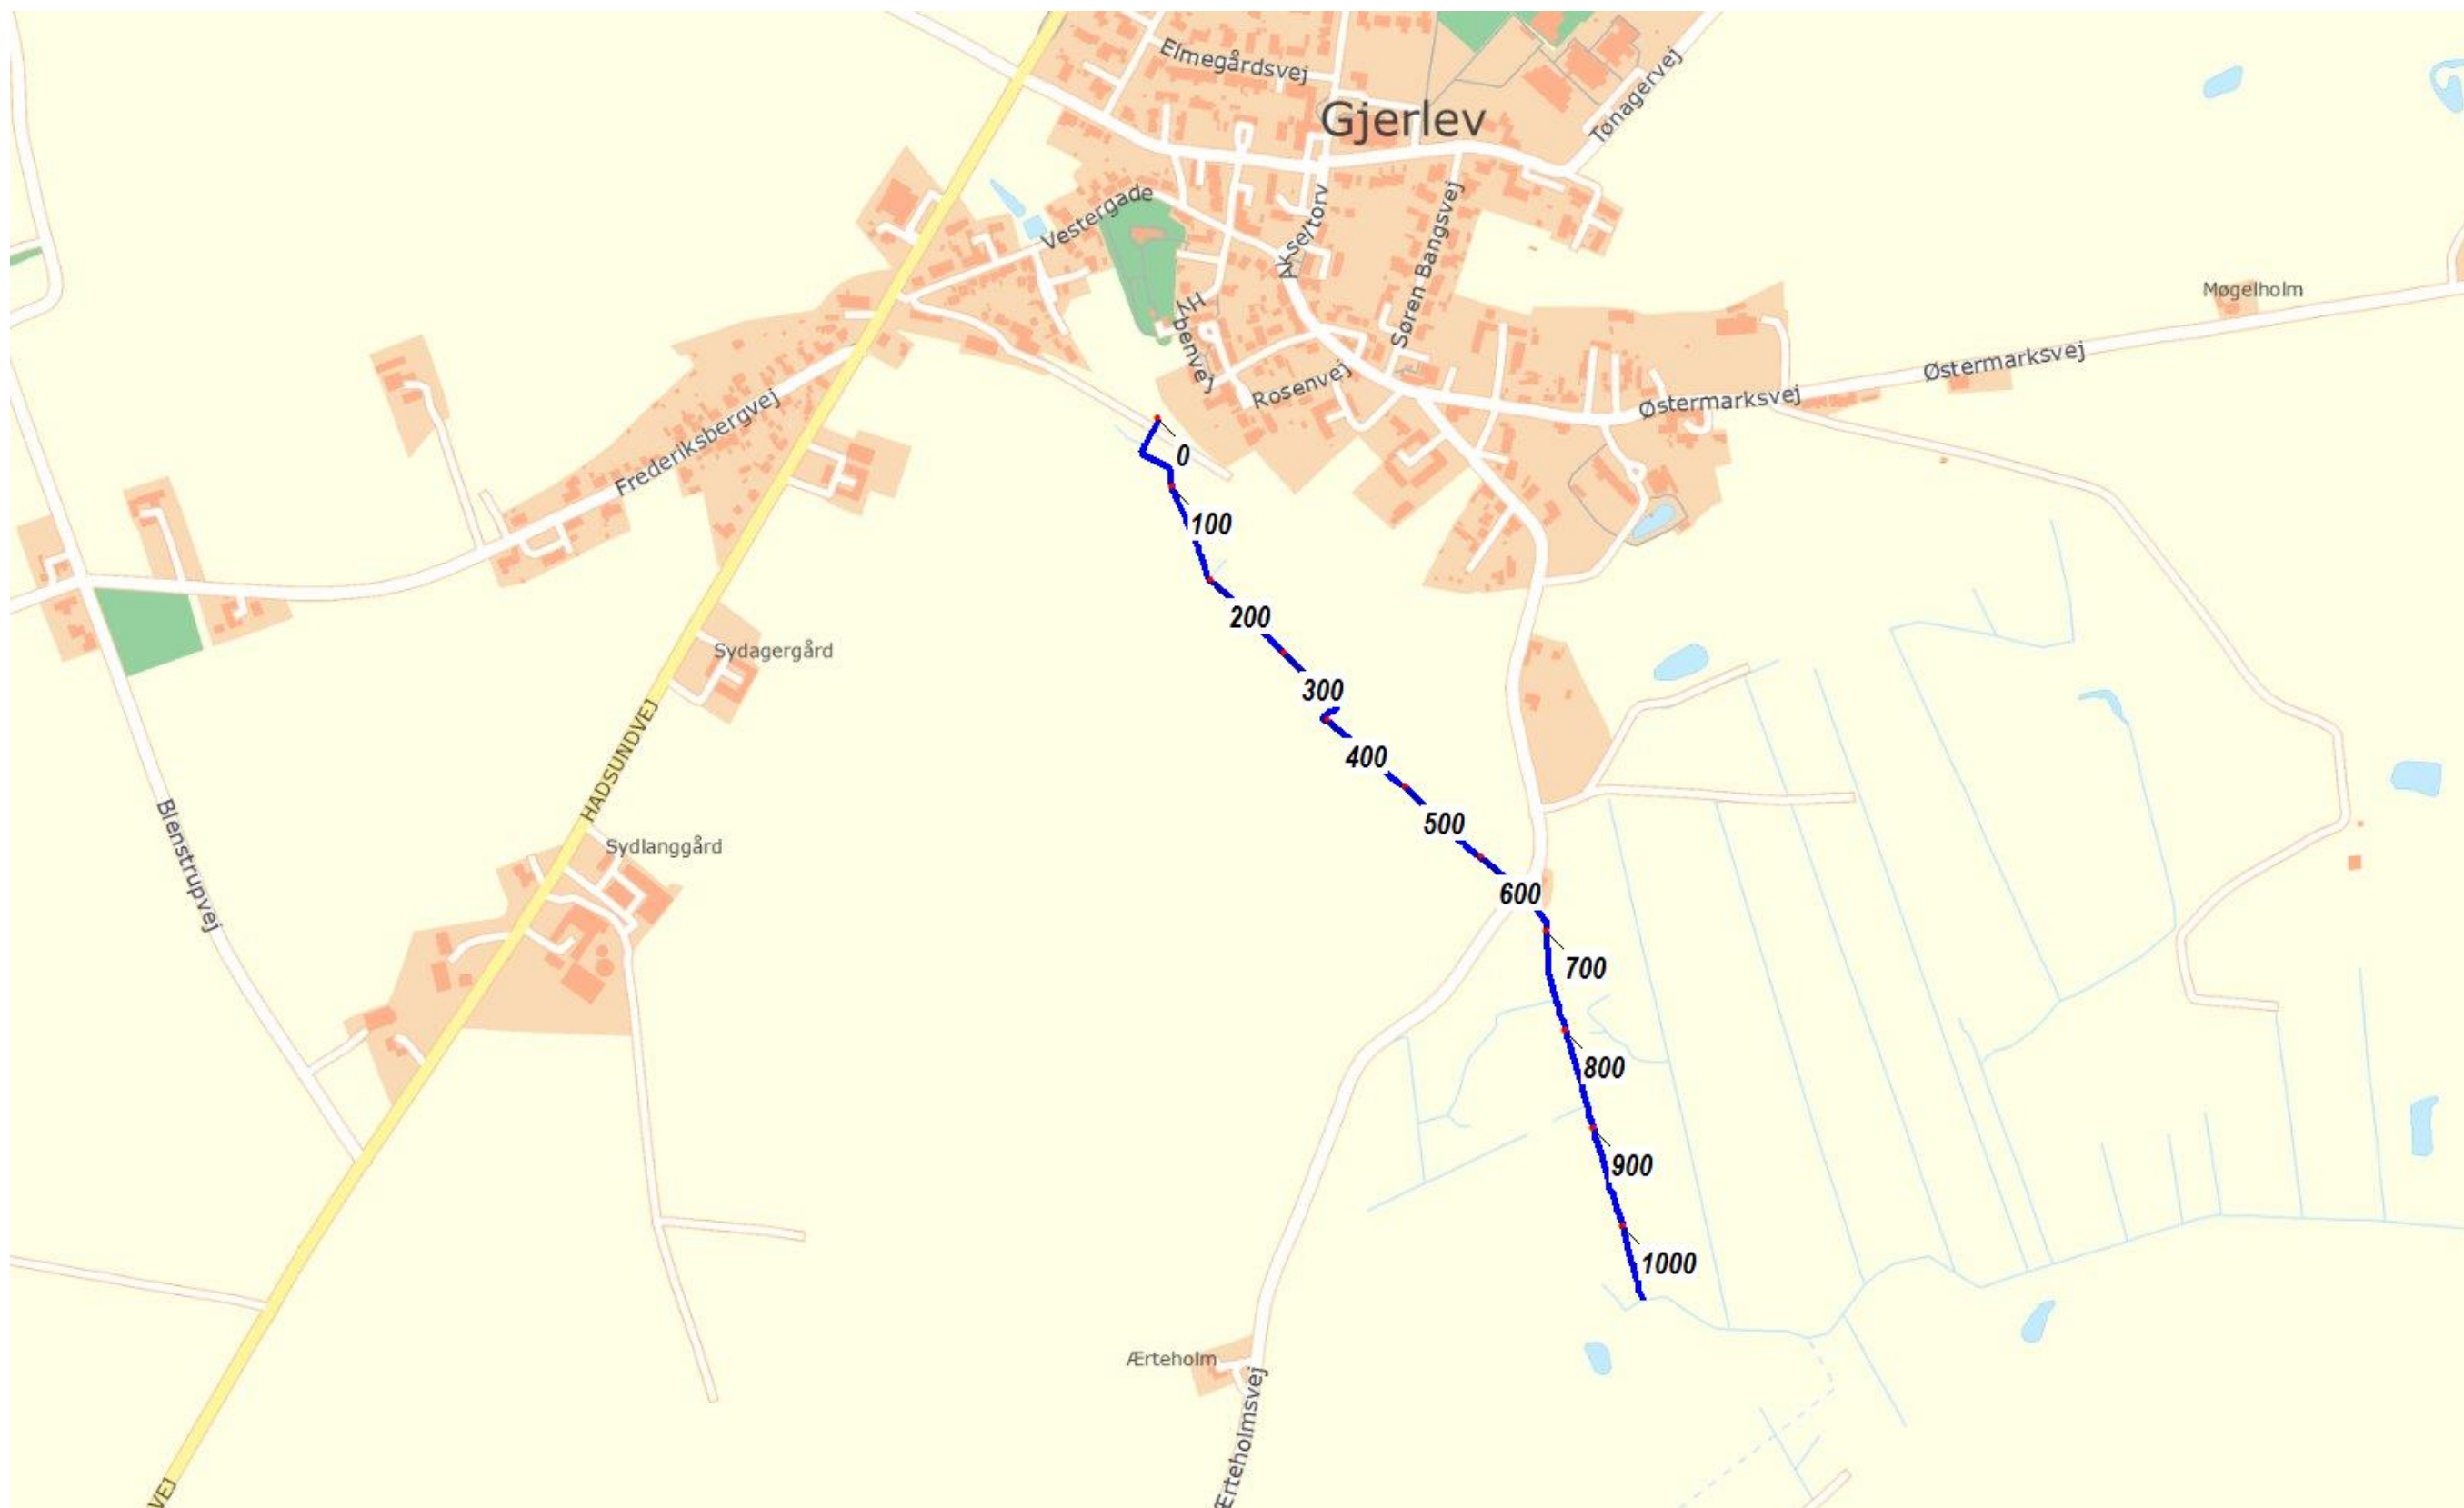 Elmegårdsvej
Gjerlev
Tønagervej
Vestergade
Akseltorv
Søren Bangsvej
Møgelholm
Hybenvej
Rosenvej
Østermarksvej
Østermarksvej
Frederiksbergvej
0
100
200
Sydagergård
300
HADSUNDVEJ
400
Blenstrupvej
500
Sydlanggård
600
700
800
900
1000
Ærteholm
Ærteholmsvej
VEJ